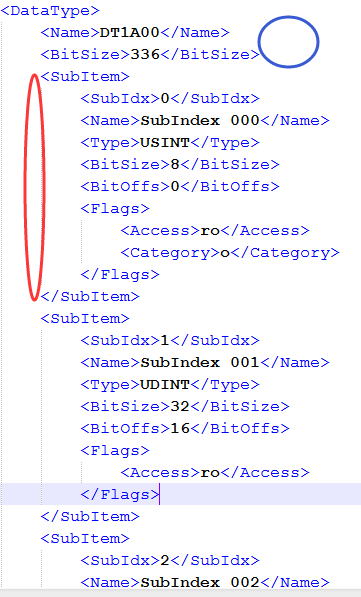 <DataType>
<Name>DT1A00</Name>
<BitSize>336</BitSize>
<SubItem>
<SubIdx>0</SubIdx>
<Name>SubIndex 000</Name>
<Type>USINT</Type>
<BitSize>8</BitSize>
<BitOffs>0</BitOffs>
<Flags>
<Access>ro</Access>
<Category>o</Category>
</Flags>
</SubItem>
<SubItem>
<SubIdx>1</SubIdx>
<Name>SubIndex 001</Name>
<Type>UDINT</Type>
<BitSize>32</BitSize>
<BitOffs>16</BitOffs>
<Flags>
<Access>ro</Access>
</Flags>
</SubItem>
<SubItem>
<SubIdx>2</SubIdx>
<Name>SubIndex 002</Name>